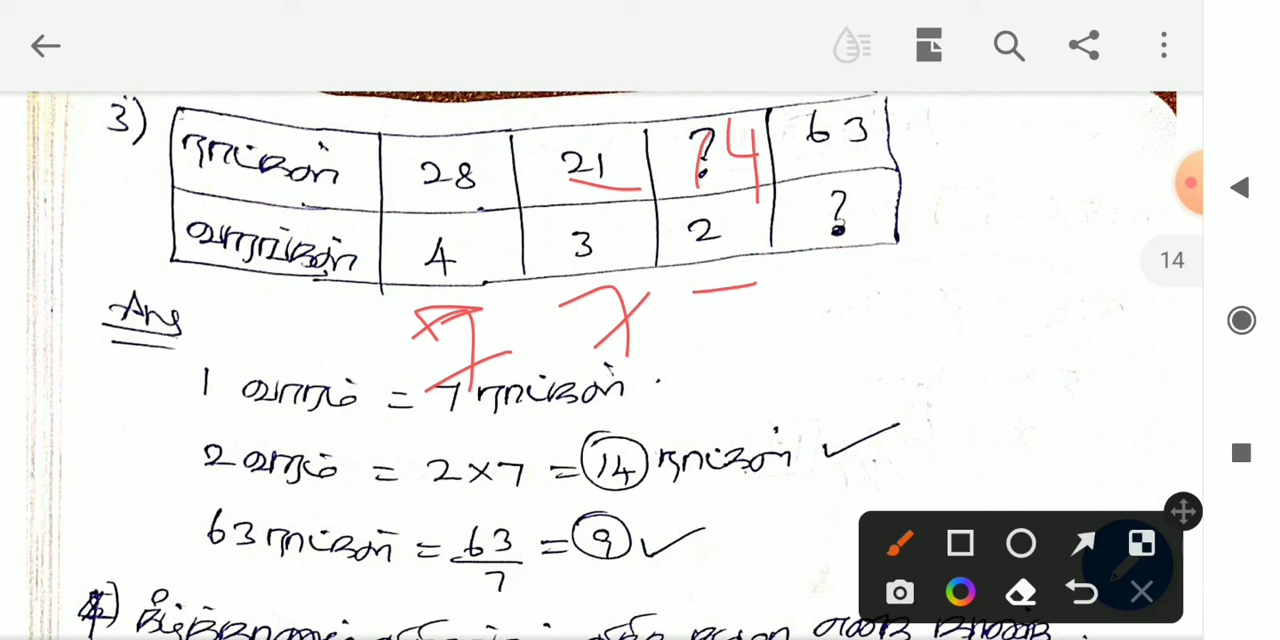 3)
நாட்கள் 28 21 ? 14 63
வாரங்கள் 4 3 2 ?
×7 7
14
Ans
1 வாரம் = 7 நாட்கள்.
2 வாரம் = 2×7 = 14 நாட்கள் ✓
63 நாட்கள் = 63/7 = 9 ✓
4)